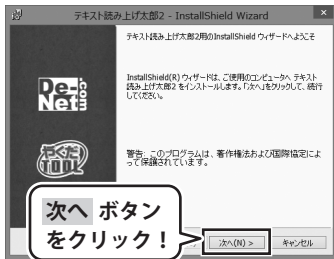 テキスト読み上げ太郎2 - InstallShield Wizard
テキスト読み上げ太郎2用のInstallShield ウィザードへようこそ
InstallShield(R) ウィザードは、ご使用のコンピュータへ テキスト
読み上げ太郎2 をインストールします。「次へ」をクリックして、続行
してください。
De-
Net
.com
やくだつ
TOOL
警告: このプログラムは、著作権法および国際協定によ
って保護されています。
次へ ボタン
をクリック！
次へ(N) >
キャンセル